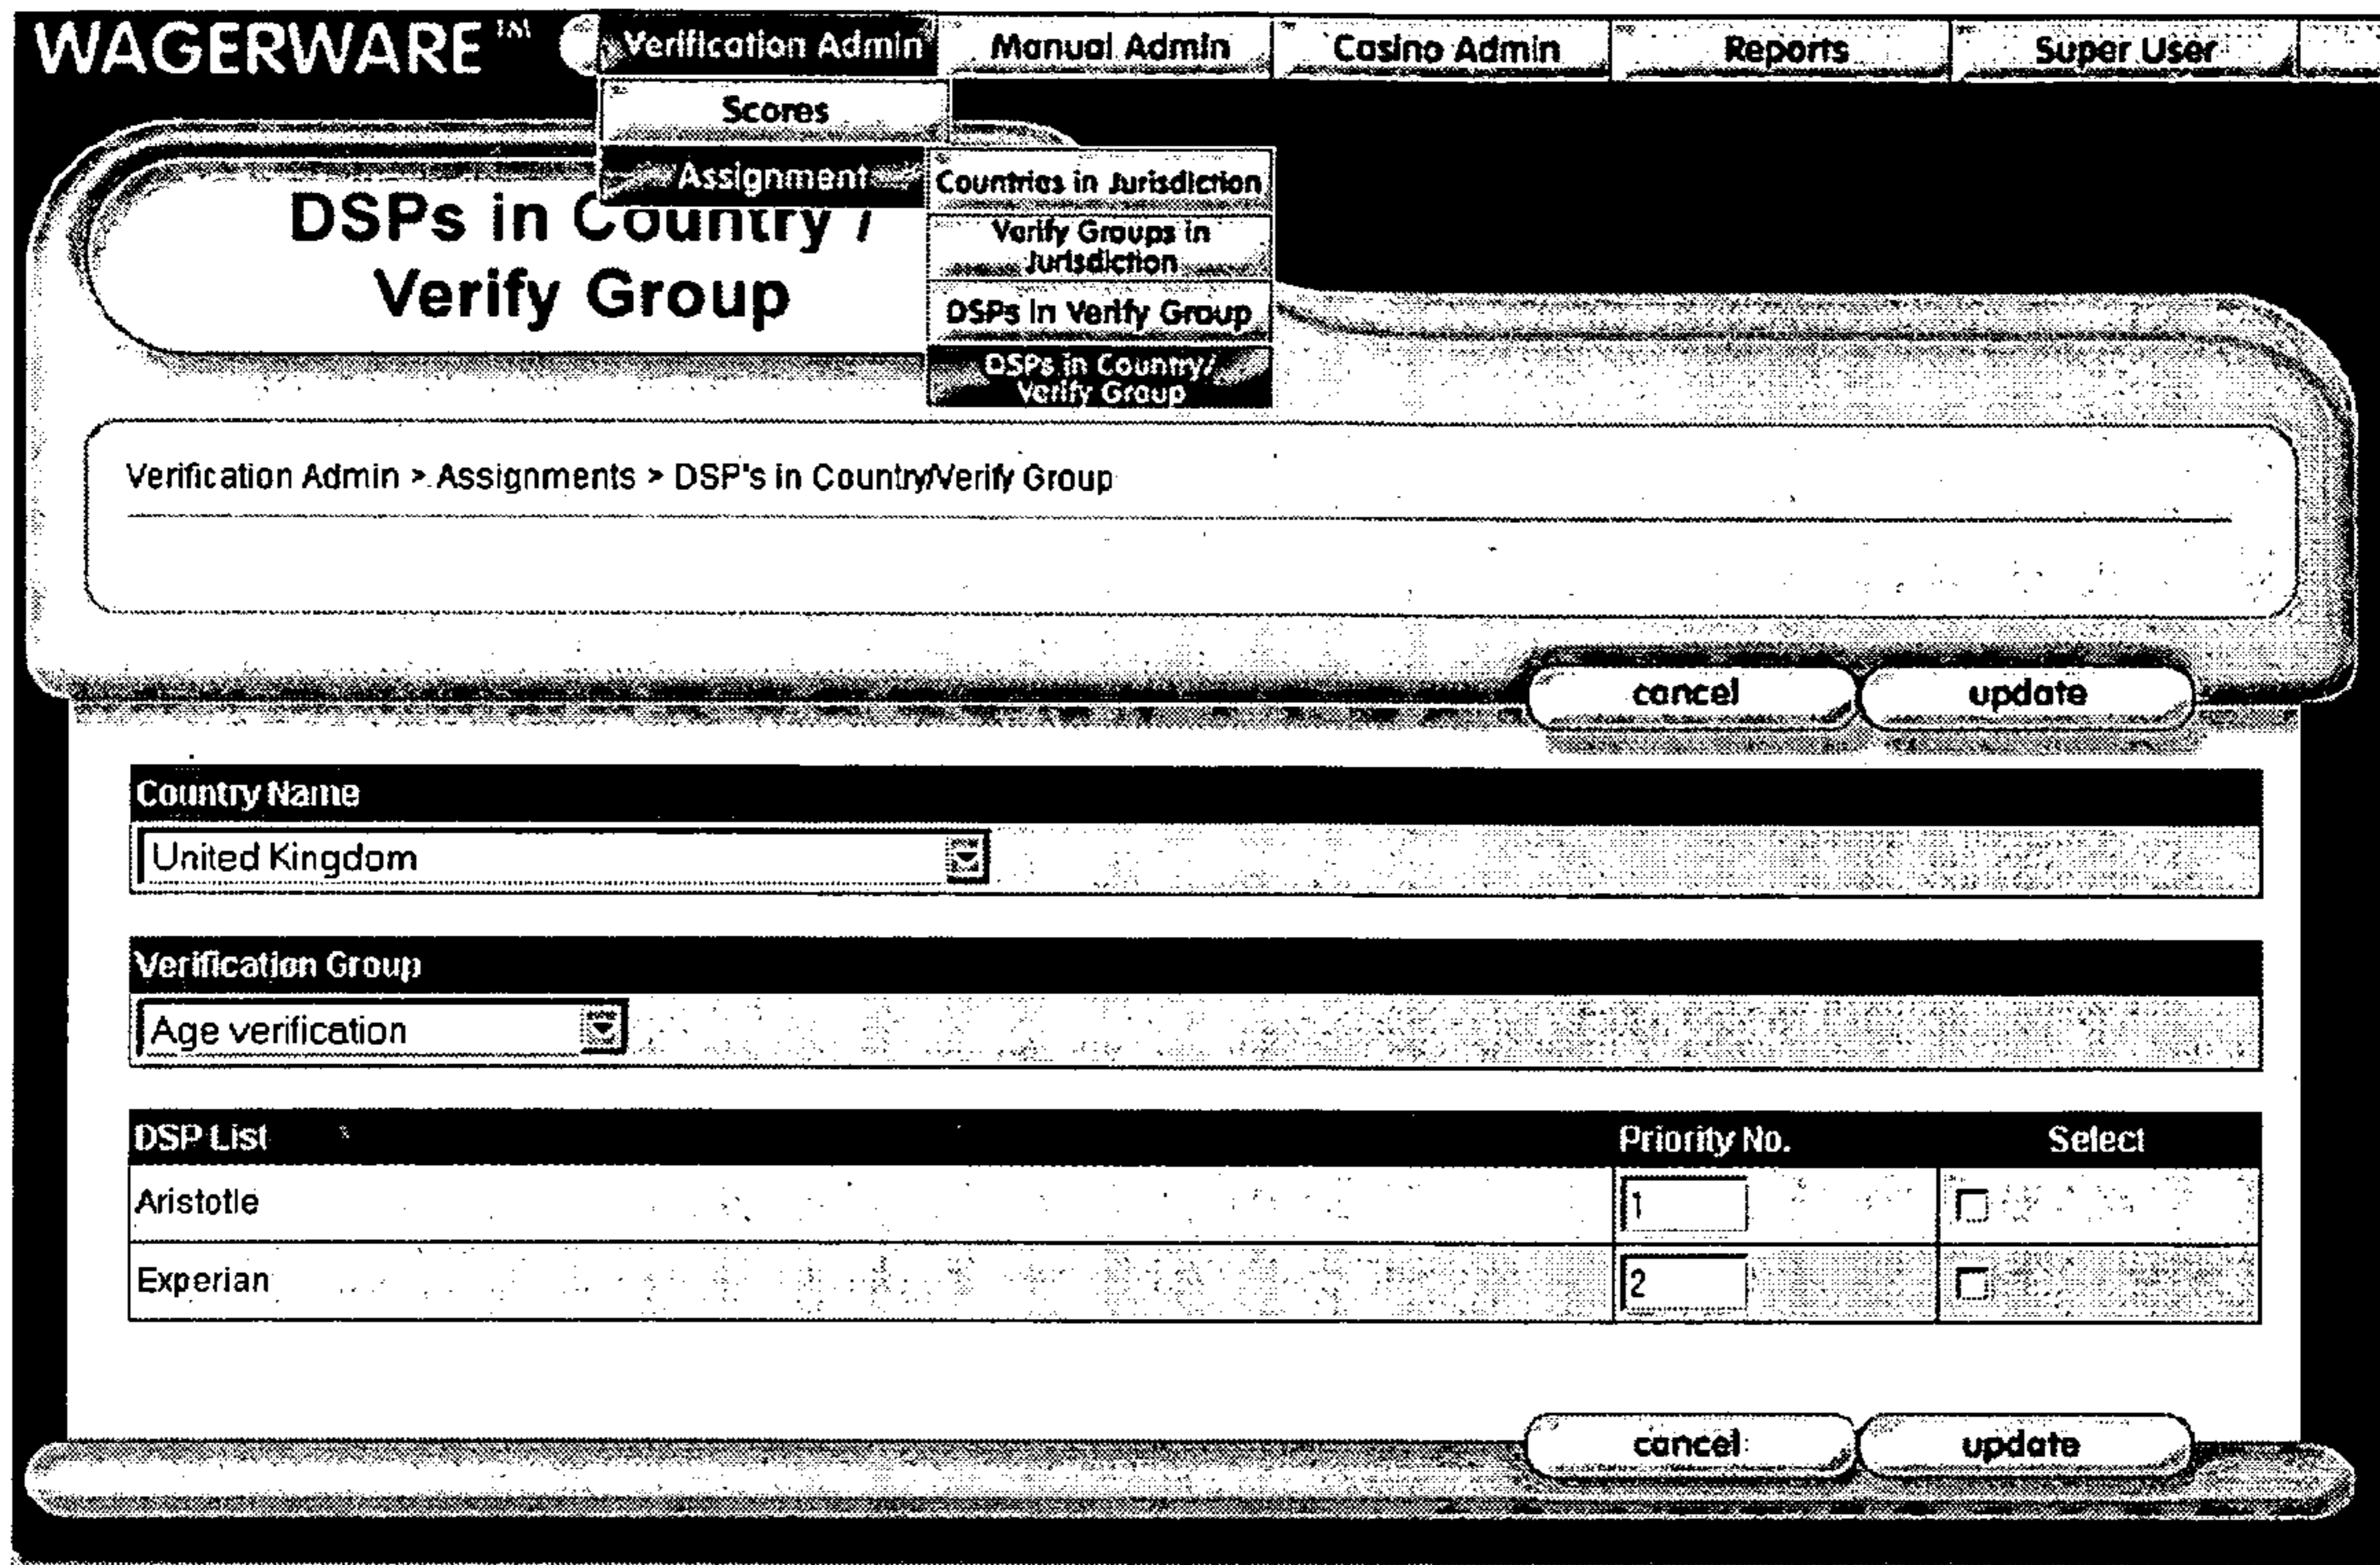 WAGERWARE™
Verification Admin
Manual Admin
Casino Admin
Reports
Super User
Scores
Assignment
Countries in Jurisdiction
Verify Groups in
Jurisdiction
DSPs in Verify Group
DSPs in Country/
Verify Group
DSPs in Country /
Verify Group
Verification Admin > Assignments > DSP's in Country/Verify Group
cancel
update
Country Name
United Kingdom
Verification Group
Age verification
DSP List Priority No. Select
Aristotle 1
Experian 2
cancel
update